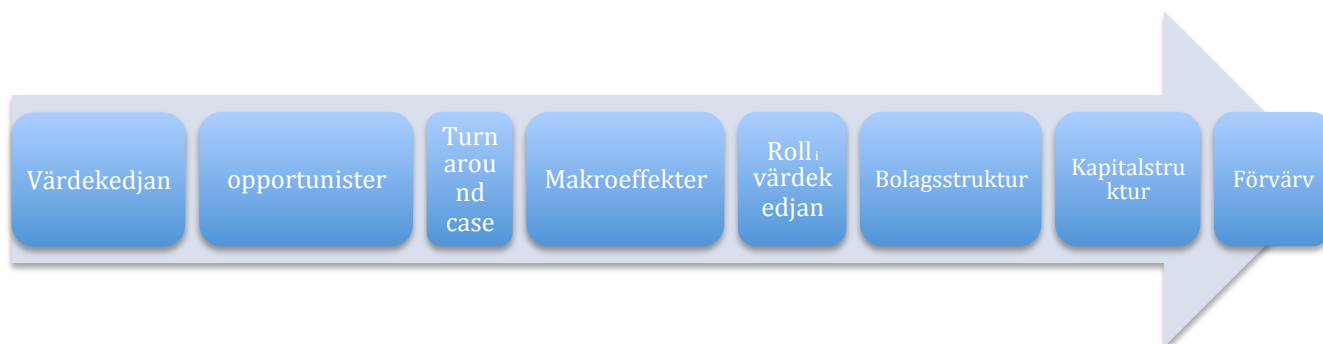 Värdekedjan
opportunister
Turn
arou
nd
case
Makroeffekter
Roll i
värdek
edjan
Bolagsstruktur
Kapitalstru
ktur
Förvärv